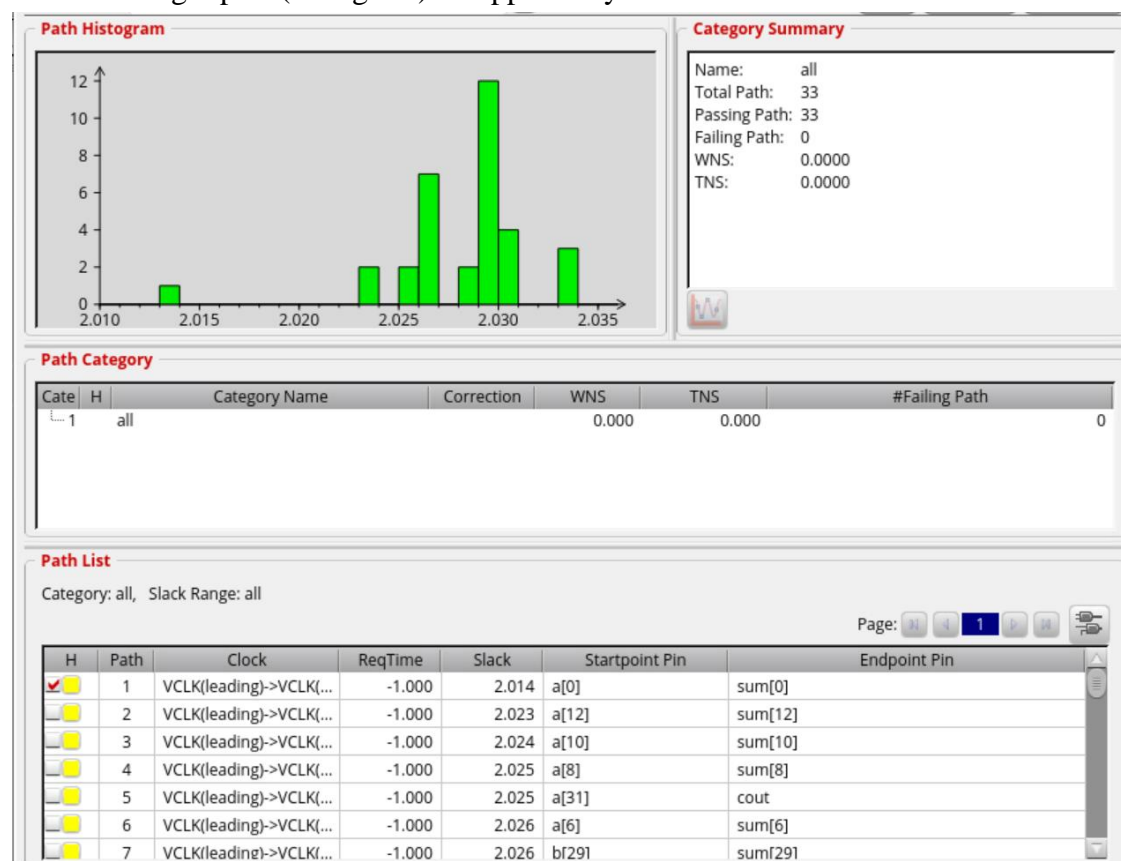 Path Histogram
12
10
8
6
4
2
0
2.010 2.015 2.020 2.025 2.030 2.035
Category Summary
Name: all
Total Path: 33
Passing Path: 33
Failing Path: 0
WNS: 0.0000
TNS: 0.0000
Path Category
Cate H Category Name Correction WNS TNS #Failing Path
1 all 0.000 0.000 0
Path List
Category: all, Slack Range: all
Page: 1
H Path Clock ReqTime Slack Startpoint Pin Endpoint Pin
1 VCLK(leading)->VCLK(... -1.000 2.014 a[0] sum[0]
2 VCLK(leading)->VCLK(... -1.000 2.023 a[12] sum[12]
3 VCLK(leading)->VCLK(... -1.000 2.024 a[10] sum[10]
4 VCLK(leading)->VCLK(... -1.000 2.025 a[8] sum[8]
5 VCLK(leading)->VCLK(... -1.000 2.025 a[31] cout
6 VCLK(leading)->VCLK(... -1.000 2.026 a[6] sum[6]
7 VCLK(leading)->VCLK(... -1.000 2.026 b[29] sum[29]